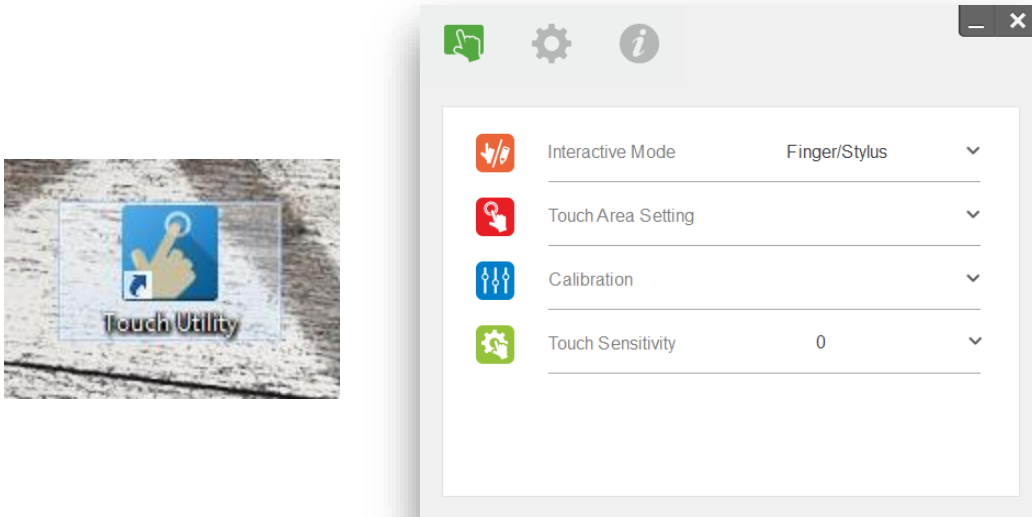 Touch Utility
Interactive Mode Finger/Stylus
Touch Area Setting
Calibration
Touch Sensitivity 0